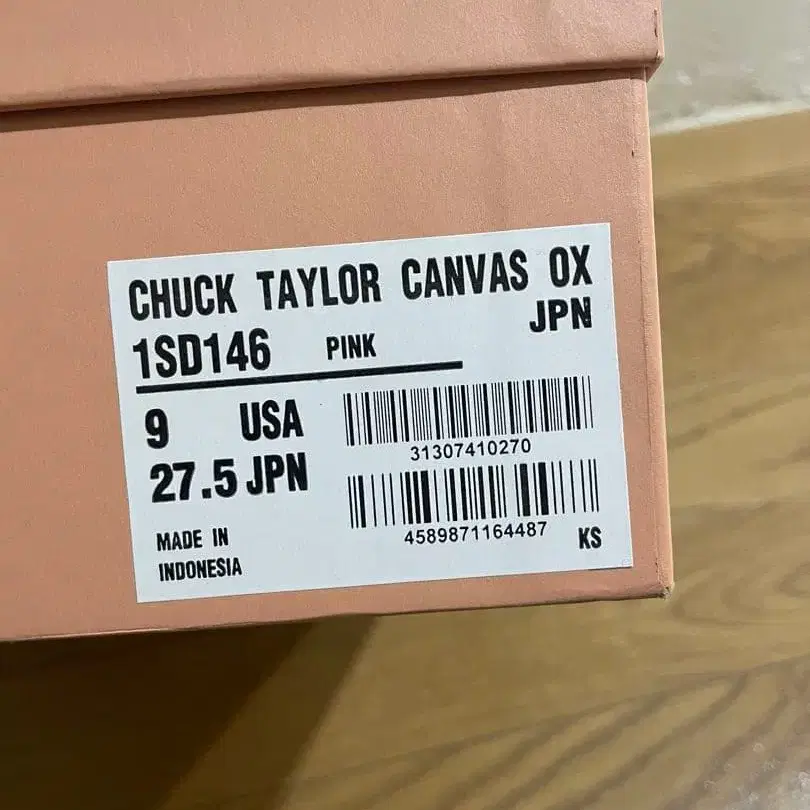 CHUCK TAYLOR CANVAS OX
JPN
1SD146 PINK
9 USA
27.5 JPN
31307410270
4589871164487
KS
MADE IN
INDONESIA